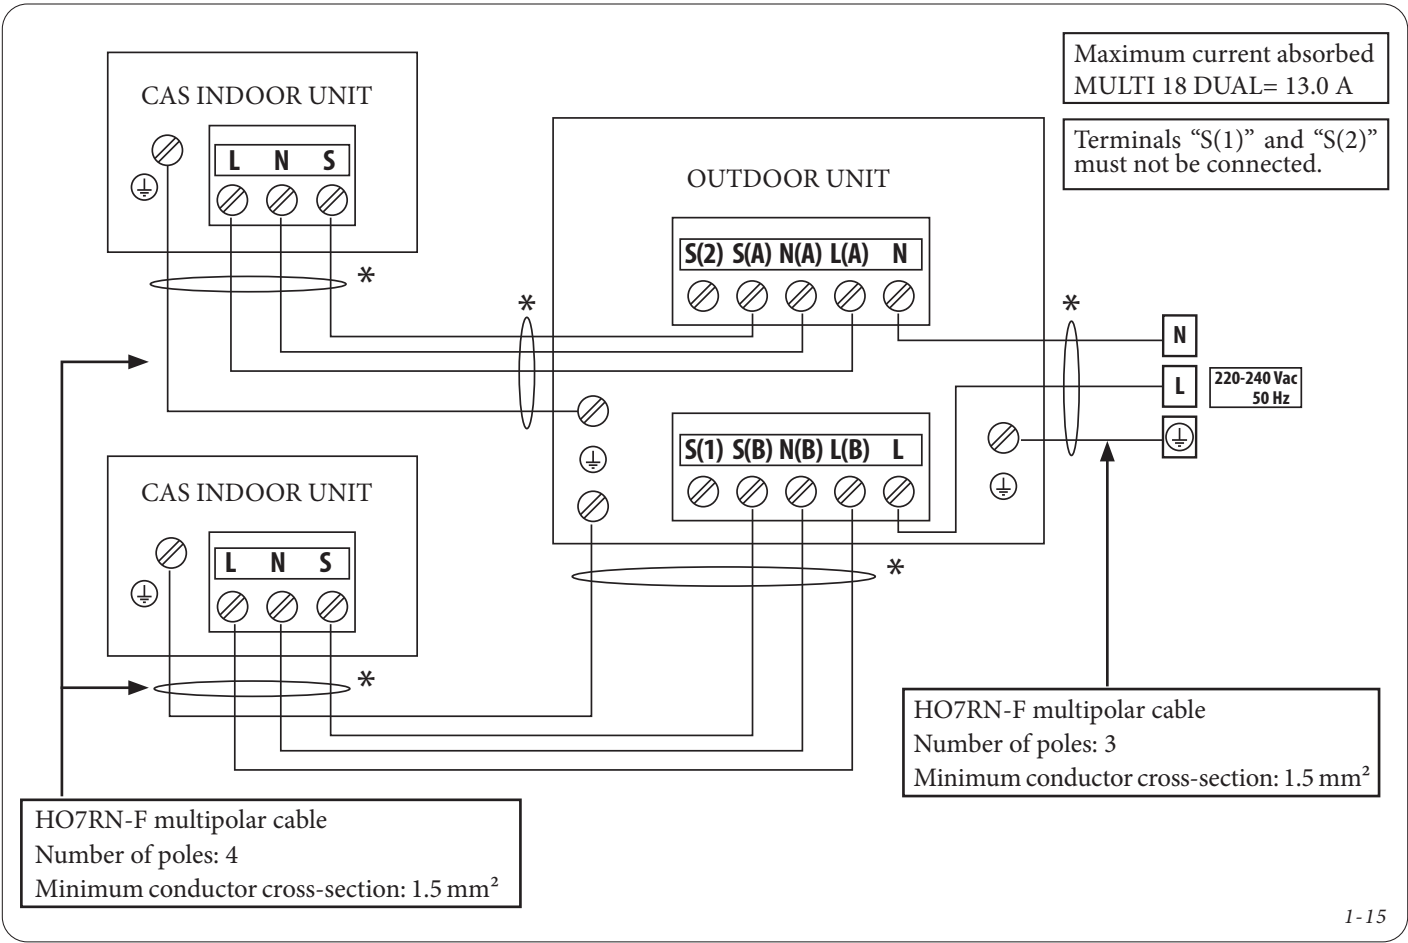 Maximum current absorbed
MULTI 18 DUAL= 13.0 A
Terminals “S(1)” and “S(2)”
must not be connected.
CAS INDOOR UNIT
L N S
*
OUTDOOR UNIT
S(2) S(A) N(A) L(A) N
*
*
N
L
220-240 Vac
50 Hz
S(1) S(B) N(B) L(B) L
*
CAS INDOOR UNIT
L N S
*
HO7RN-F multipolar cable
Number of poles: 3
Minimum conductor cross-section: 1.5 mm²
HO7RN-F multipolar cable
Number of poles: 4
Minimum conductor cross-section: 1.5 mm²
1-15